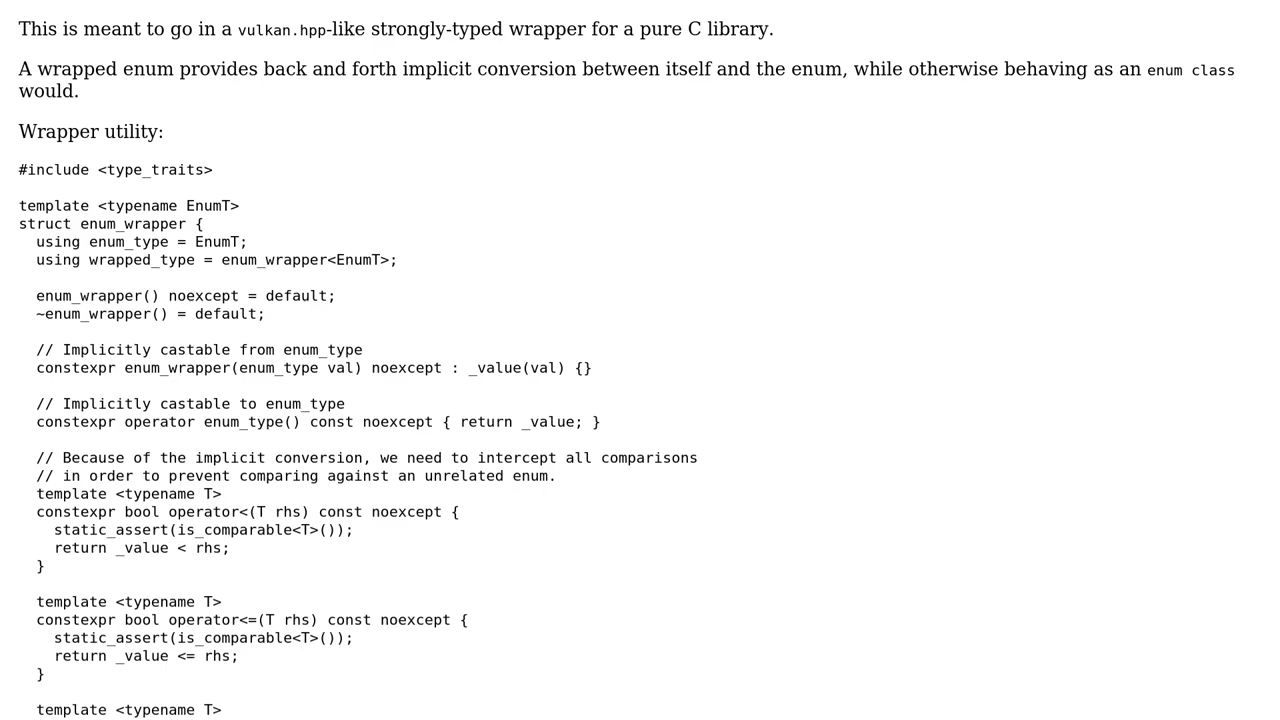 This is meant to go in a vulkan.hpp-like strongly-typed wrapper for a pure C library.
A wrapped enum provides back and forth implicit conversion between itself and the enum, while otherwise behaving as an enum class
would.
Wrapper utility:
#include <type_traits>
template <typename EnumT>
struct enum_wrapper {
  using enum_type = EnumT;
  using wrapped_type = enum_wrapper<EnumT>;
  enum_wrapper() noexcept = default;
  ~enum_wrapper() = default;
  // Implicitly castable from enum_type
  constexpr enum_wrapper(enum_type val) noexcept : _value(val) {}
  // Implicitly castable to enum_type
  constexpr operator enum_type() const noexcept { return _value; }
  // Because of the implicit conversion, we need to intercept all comparisons
  // in order to prevent comparing against an unrelated enum.
  template <typename T>
  constexpr bool operator<(T rhs) const noexcept {
    static_assert(is_comparable<T>());
    return _value < rhs;
  }
  template <typename T>
  constexpr bool operator<=(T rhs) const noexcept {
    static_assert(is_comparable<T>());
    return _value <= rhs;
  }
  template <typename T>